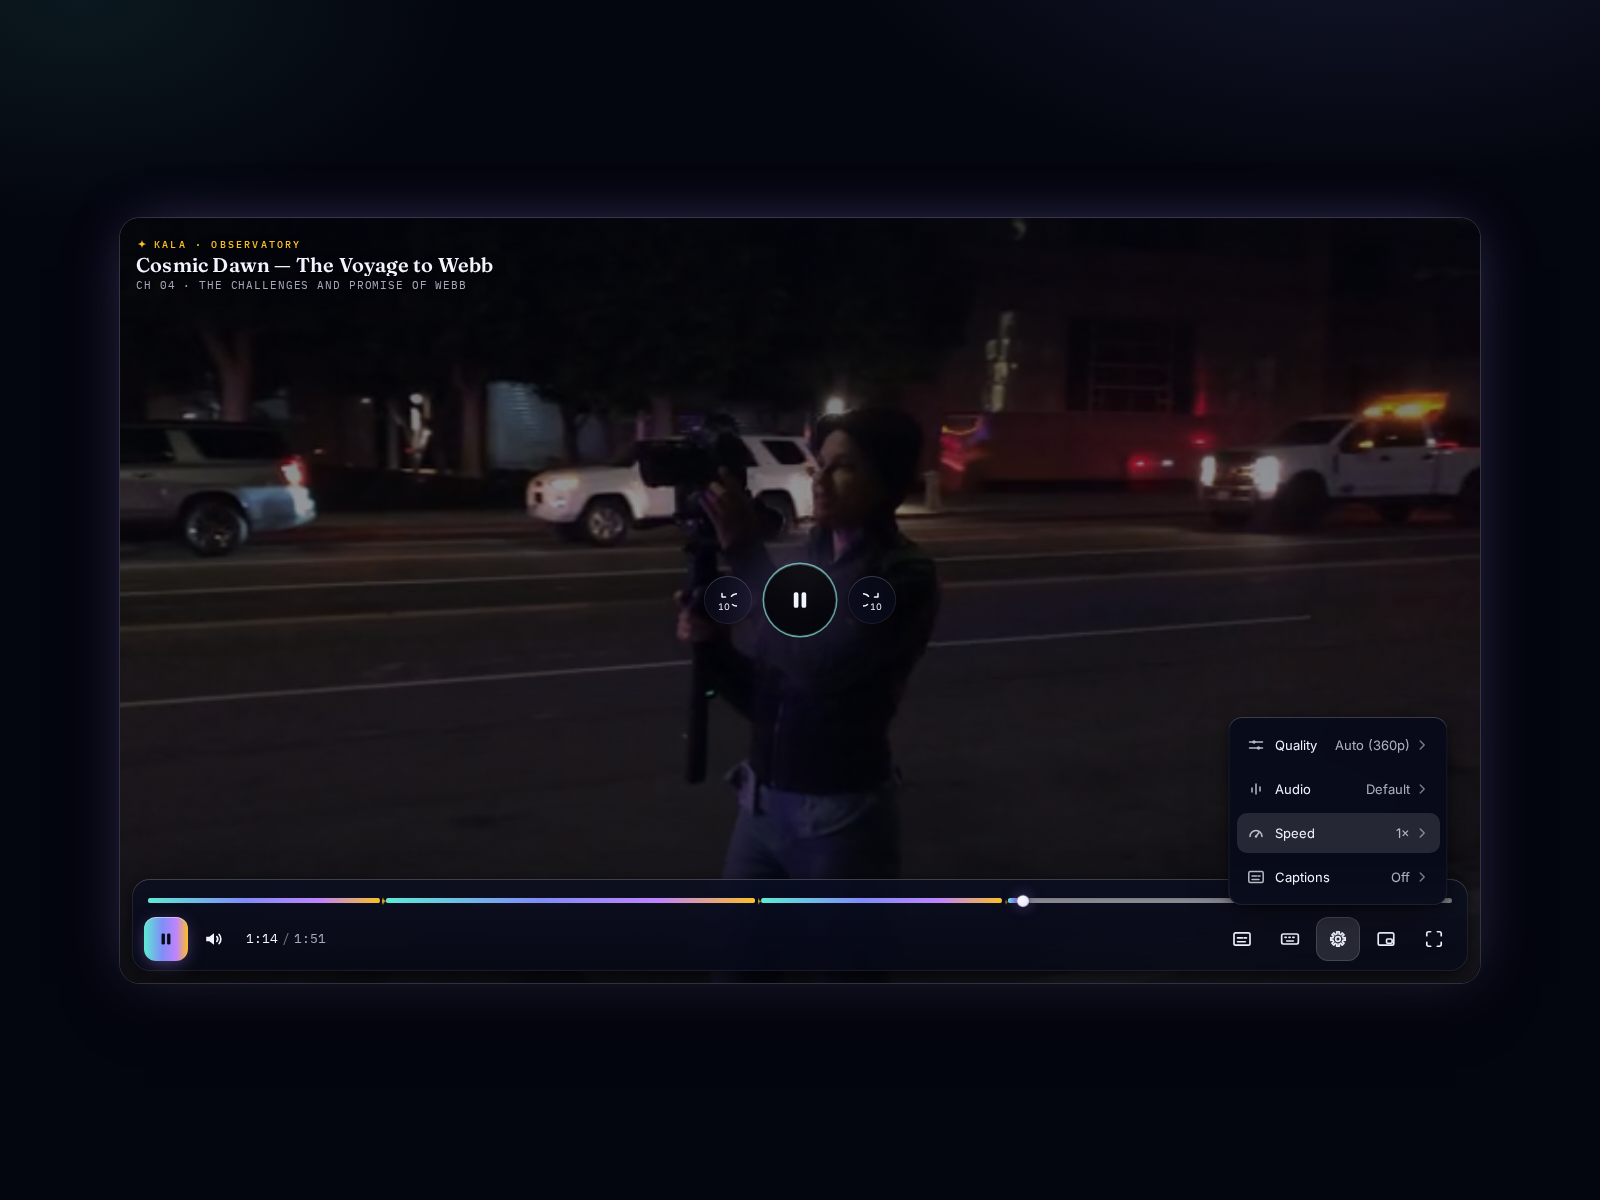 ✦ KALA · OBSERVATORY
Cosmic Dawn — The Voyage to Webb
CH 04 · THE CHALLENGES AND PROMISE OF WEBB
10
10
Quality Auto (360p)
Audio Default
Speed 1×
Captions Off
1:14 / 1:51